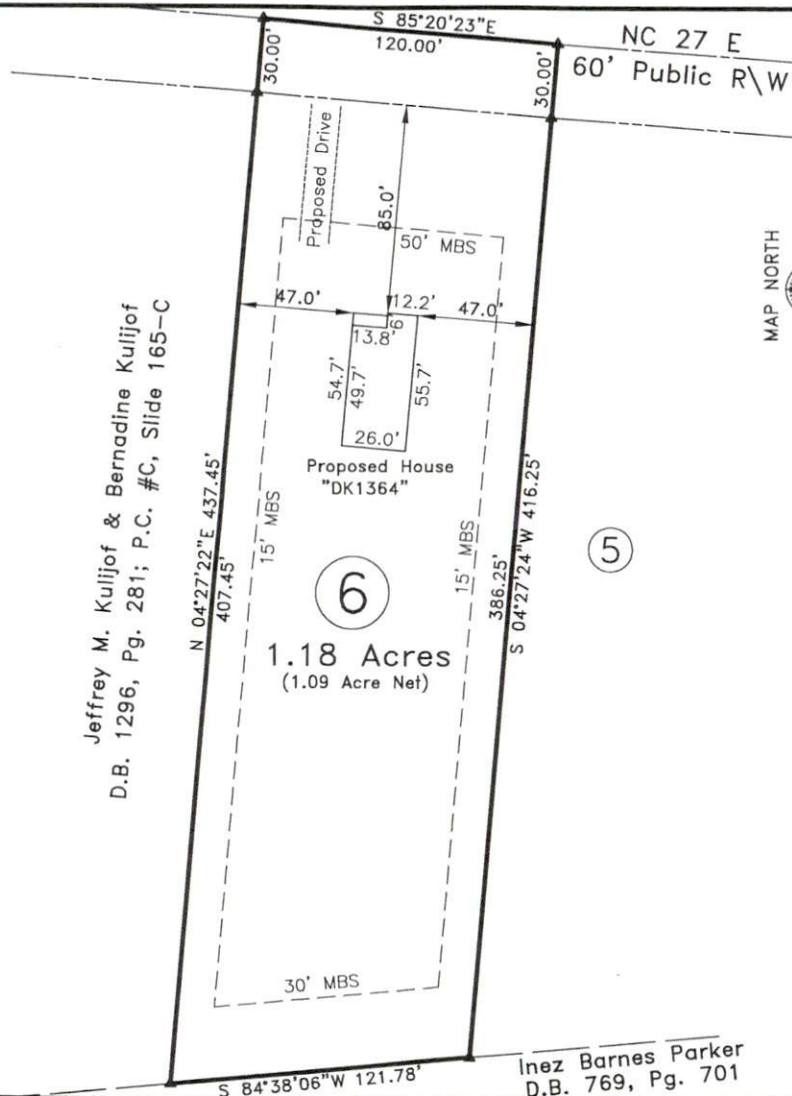 S 85°20'23"E
120.00'
NC 27 E
60' Public R\W
30.00'
30.00'
Proposed Drive
85.0'
50' MBS
MAP NORTH
47.0'
12.2'
47.0'
13.8'
6'
54.7'
49.7'
55.7'
26.0'
Proposed House
"DK1364"
Jeffrey M. Kulijof & Bernadine Kulijof
D.B. 1296, Pg. 281; P.C. #C, Slide 165-C
N 04°27'22"E 437.45'
407.45'
15' MBS
15' MBS
386.25'
S 04°27'24"W 416.25'
5
6
1.18 Acres
(1.09 Acre Net)
30' MBS
S 84°38'06"W 121.78'
Inez Barnes Parker
D.B. 769, Pg. 701